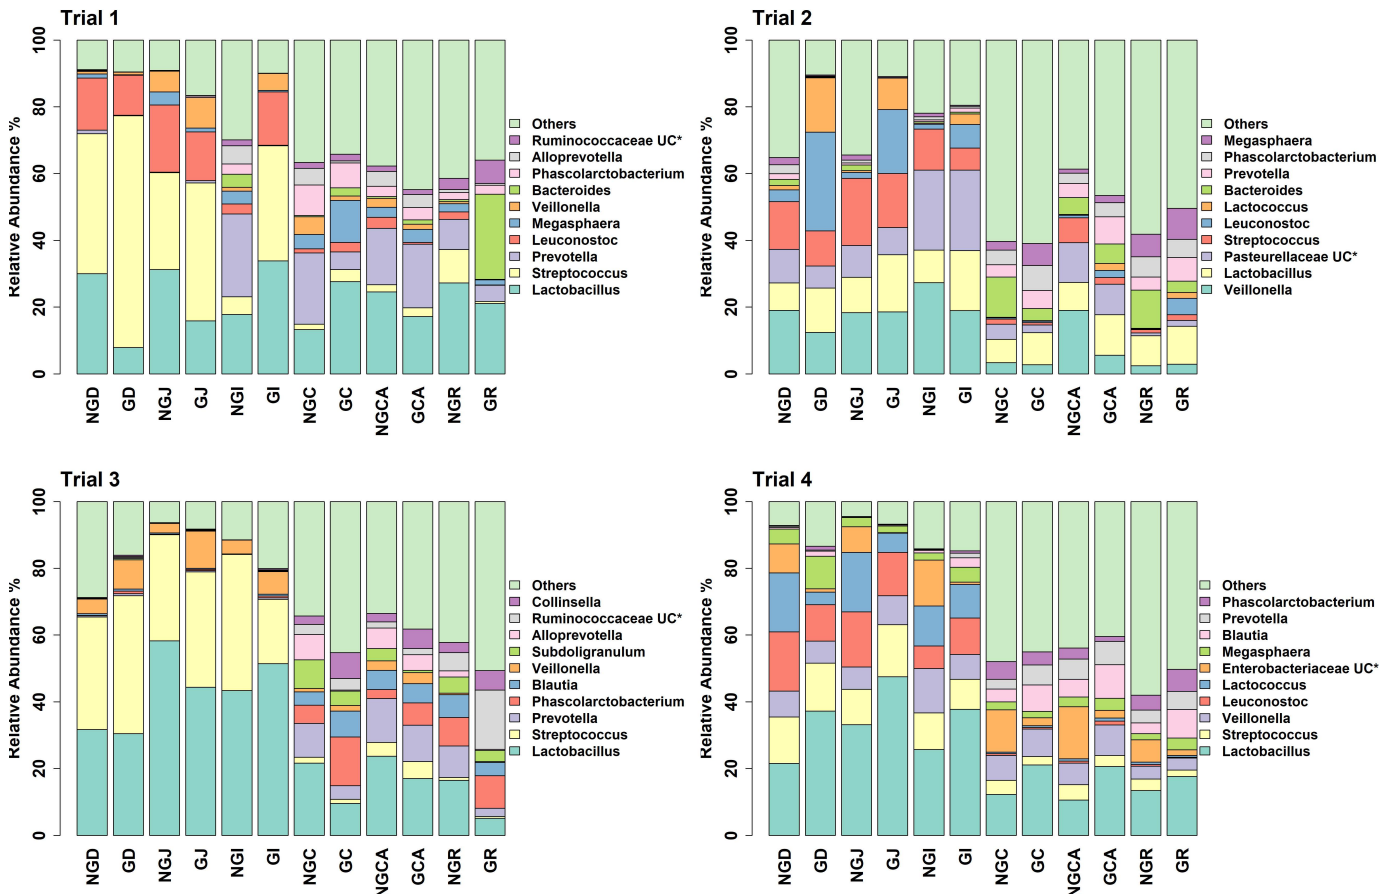 Trial 1
Relative Abundance %
0
20
40
60
80
100
NGD GD NGJ GJ NGI GI NGC GC NGCA GCA NGR GR
Others
Ruminococcaceae UC*
Alloprevotella
Phascolarctobacterium
Bacteroides
Veillonella
Megasphaera
Leuconostoc
Prevotella
Streptococcus
Lactobacillus
Trial 2
Relative Abundance %
0
20
40
60
80
100
NGD GD NGJ GJ NGI GI NGC GC NGCA GCA NGR GR
Others
Megasphaera
Phascolarctobacterium
Prevotella
Bacteroides
Lactococcus
Leuconostoc
Streptococcus
Pasteurellaceae UC*
Lactobacillus
Veillonella
Trial 3
Relative Abundance %
0
20
40
60
80
100
NGD GD NGJ GJ NGI GI NGC GC NGCA GCA NGR GR
Others
Collinsella
Ruminococcaceae UC*
Alloprevotella
Subdoligranulum
Veillonella
Blautia
Phascolarctobacterium
Prevotella
Streptococcus
Lactobacillus
Trial 4
Relative Abundance %
0
20
40
60
80
100
NGD GD NGJ GJ NGI GI NGC GC NGCA GCA NGR GR
Others
Phascolarctobacterium
Prevotella
Blautia
Megasphaera
Enterobacteriaceae UC*
Lactococcus
Leuconostoc
Veillonella
Streptococcus
Lactobacillus